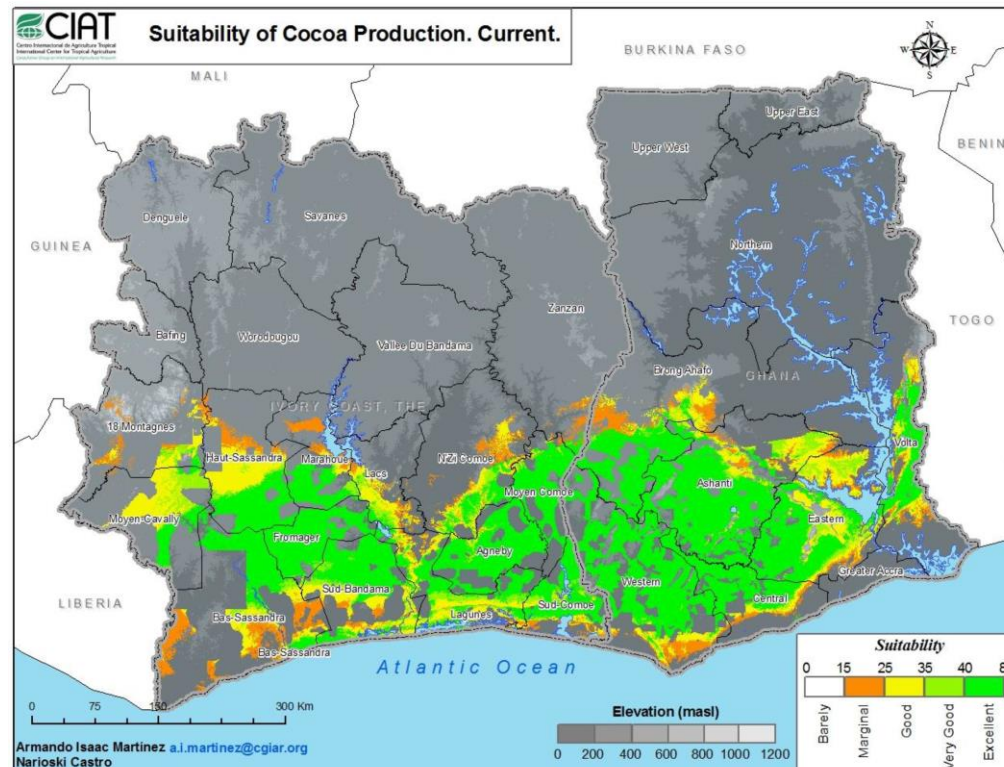 CIAT
Centro Internacional de Agricultura Tropical
International Center for Tropical Agriculture
Suitability of Cocoa Production. Current.
N
W E
S
MALI
BURKINA FASO
BENIN
GUINEA
TOGO
LIBERIA
IVORY COAST, THE
GHANA
Upper East
Upper West
Denguele
Savanes
Northern
Zanzan
Bafing
Worodougou
Vallee Du Bandama
Brong Ahafo
18 Montagnes
Haut-Sassandra
Marahoue
Lacs
N'Zi Comoe
Volta
Ashanti
Moyen-Cavally
Moyen Comoe
Eastern
Fromager
Agneby
Greater Accra
Western
Sud-Bandama
Central
Bas-Sassandra
Lagunes
Sud-Comoe
Bas-Sassandra
Atlantic Ocean
0 75 150 300 Km
Armando Isaac Martinez a.i.martinez@cgiar.org
Narioski Castro
Elevation (masl)
0 200 400 600 800 1000 1200
Suitability
0 15 25 35 40
Barely
Marginal
Good
Very Good
Excellent